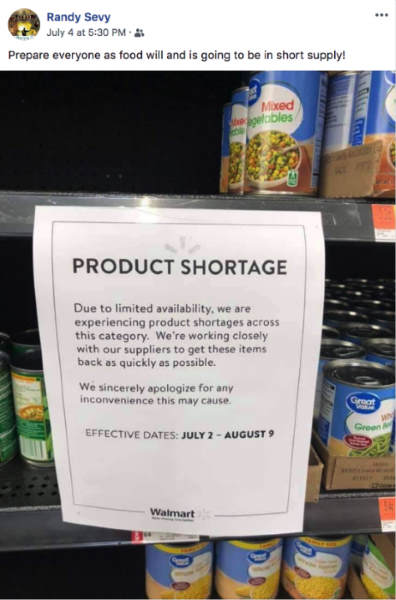 Randy Sevy
July 4 at 5:30 PM
Prepare everyone as food will and is going to be in short supply!
Mixed
Vegetables
PRODUCT SHORTAGE
Due to limited availability, we are
experiencing product shortages across
this category. We're working closely
with our suppliers to get these items
back as quickly as possible.
We sincerely apologize for any
inconvenience this may cause.
EFFECTIVE DATES: JULY 2 - AUGUST 9
Walmart
Great
Value
Green